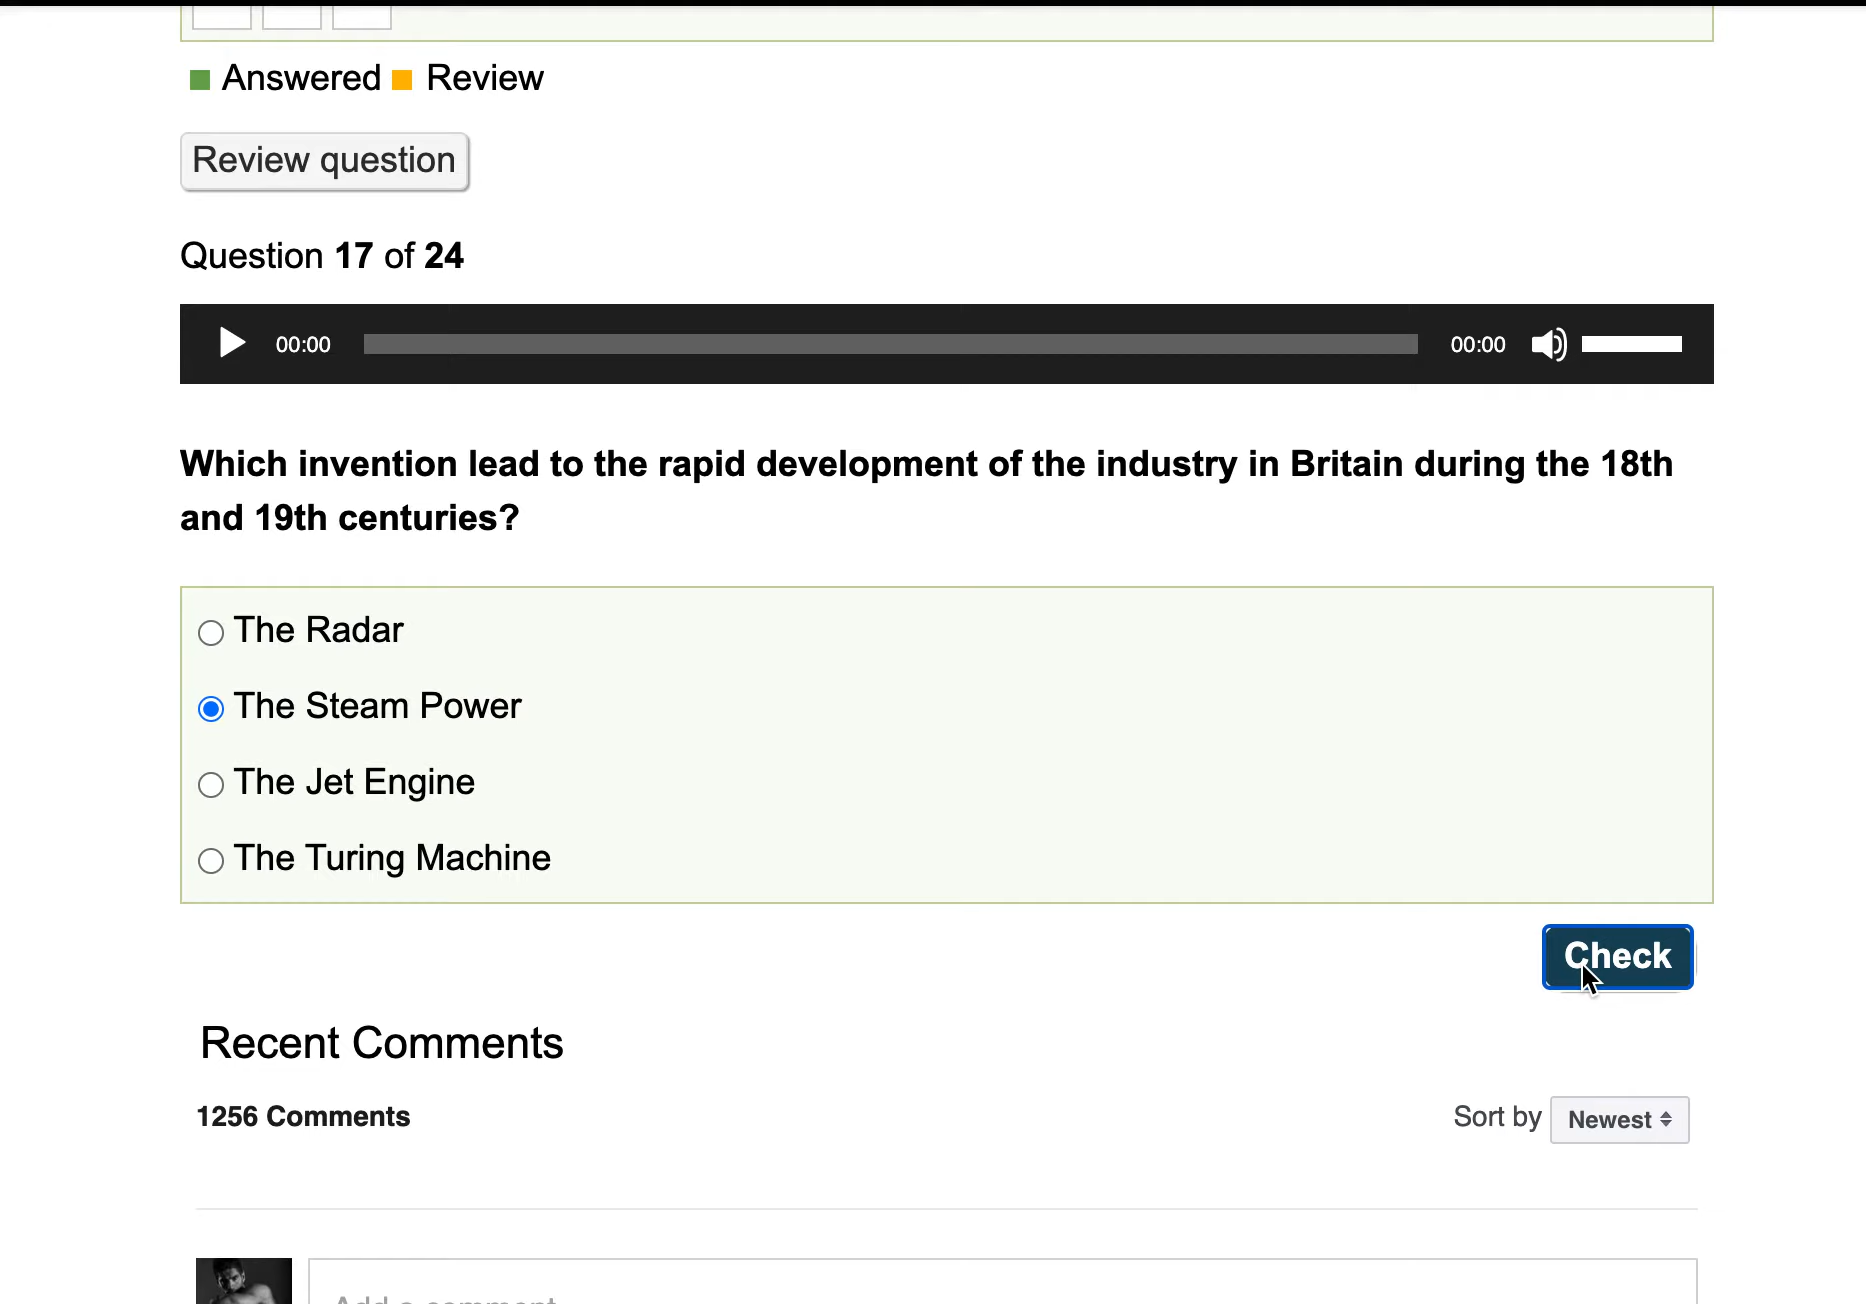 Answered Review
Review question
Question 17 of 24
00:00 00:00
Which invention lead to the rapid development of the industry in Britain during the 18th
and 19th centuries?
The Radar
The Steam Power
The Jet Engine
The Turing Machine
Check
Recent Comments
1256 Comments Sort by Newest
Add a comment